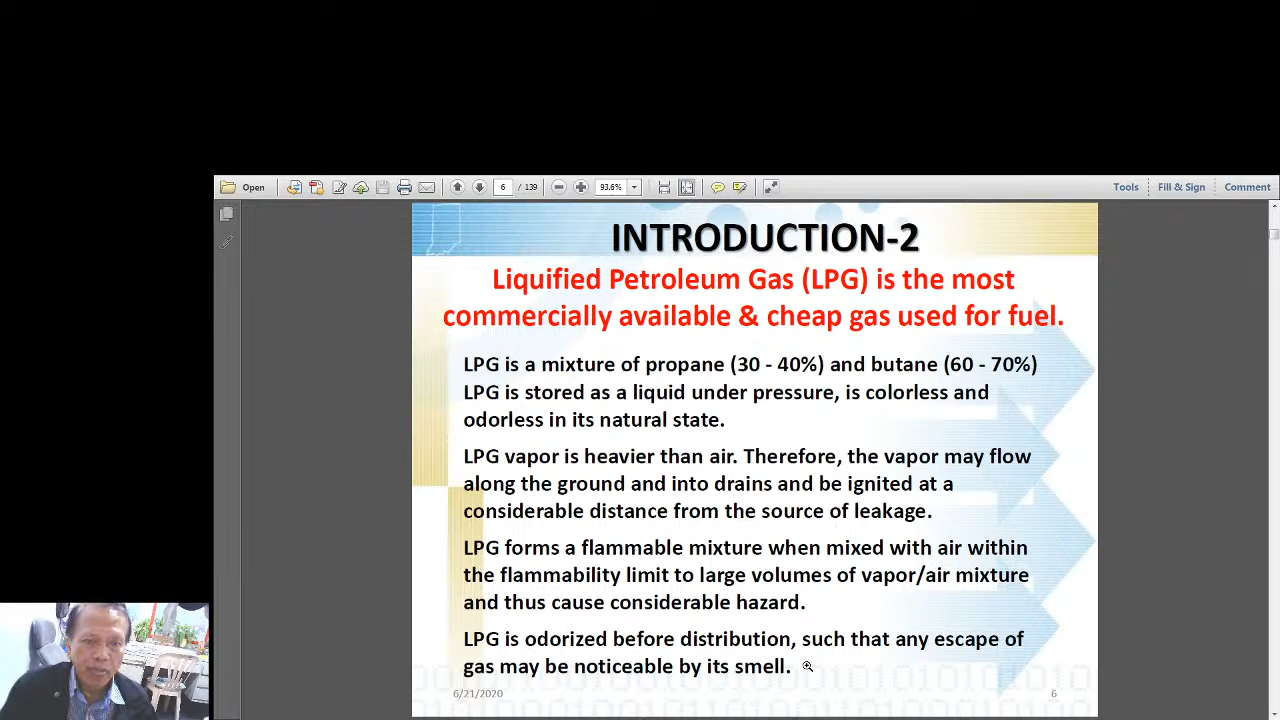 Open 6 / 139 93.6% Tools Fill & Sign Comment
INTRODUCTION-2
Liquified Petroleum Gas (LPG) is the most
commercially available & cheap gas used for fuel.
LPG is a mixture of propane (30 - 40%) and butane (60 - 70%)
LPG is stored as a liquid under pressure, is colorless and
odorless in its natural state.
LPG vapor is heavier than air. Therefore, the vapor may flow
along the ground and into drains and be ignited at a
considerable distance from the source of leakage.
LPG forms a flammable mixture when mixed with air within
the flammability limit to large volumes of vapor/air mixture
and thus cause considerable hazard.
LPG is odorized before distribution, such that any escape of
gas may be noticeable by its smell.
6/21/2020 6